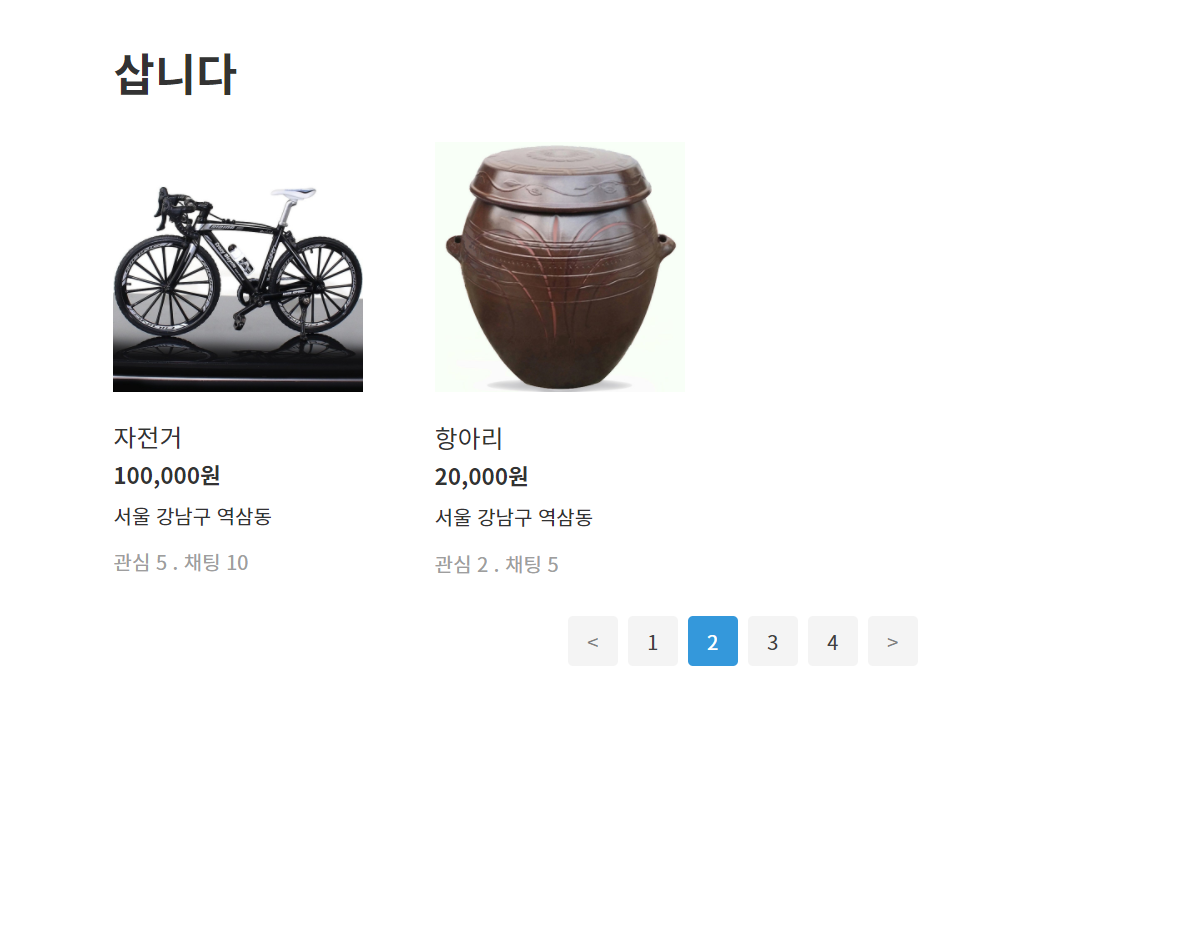 삽니다
자전거
100,000원
서울 강남구 역삼동
관심 5 . 채팅 10
항아리
20,000원
서울 강남구 역삼동
관심 2 . 채팅 5
< 1 2 3 4 >